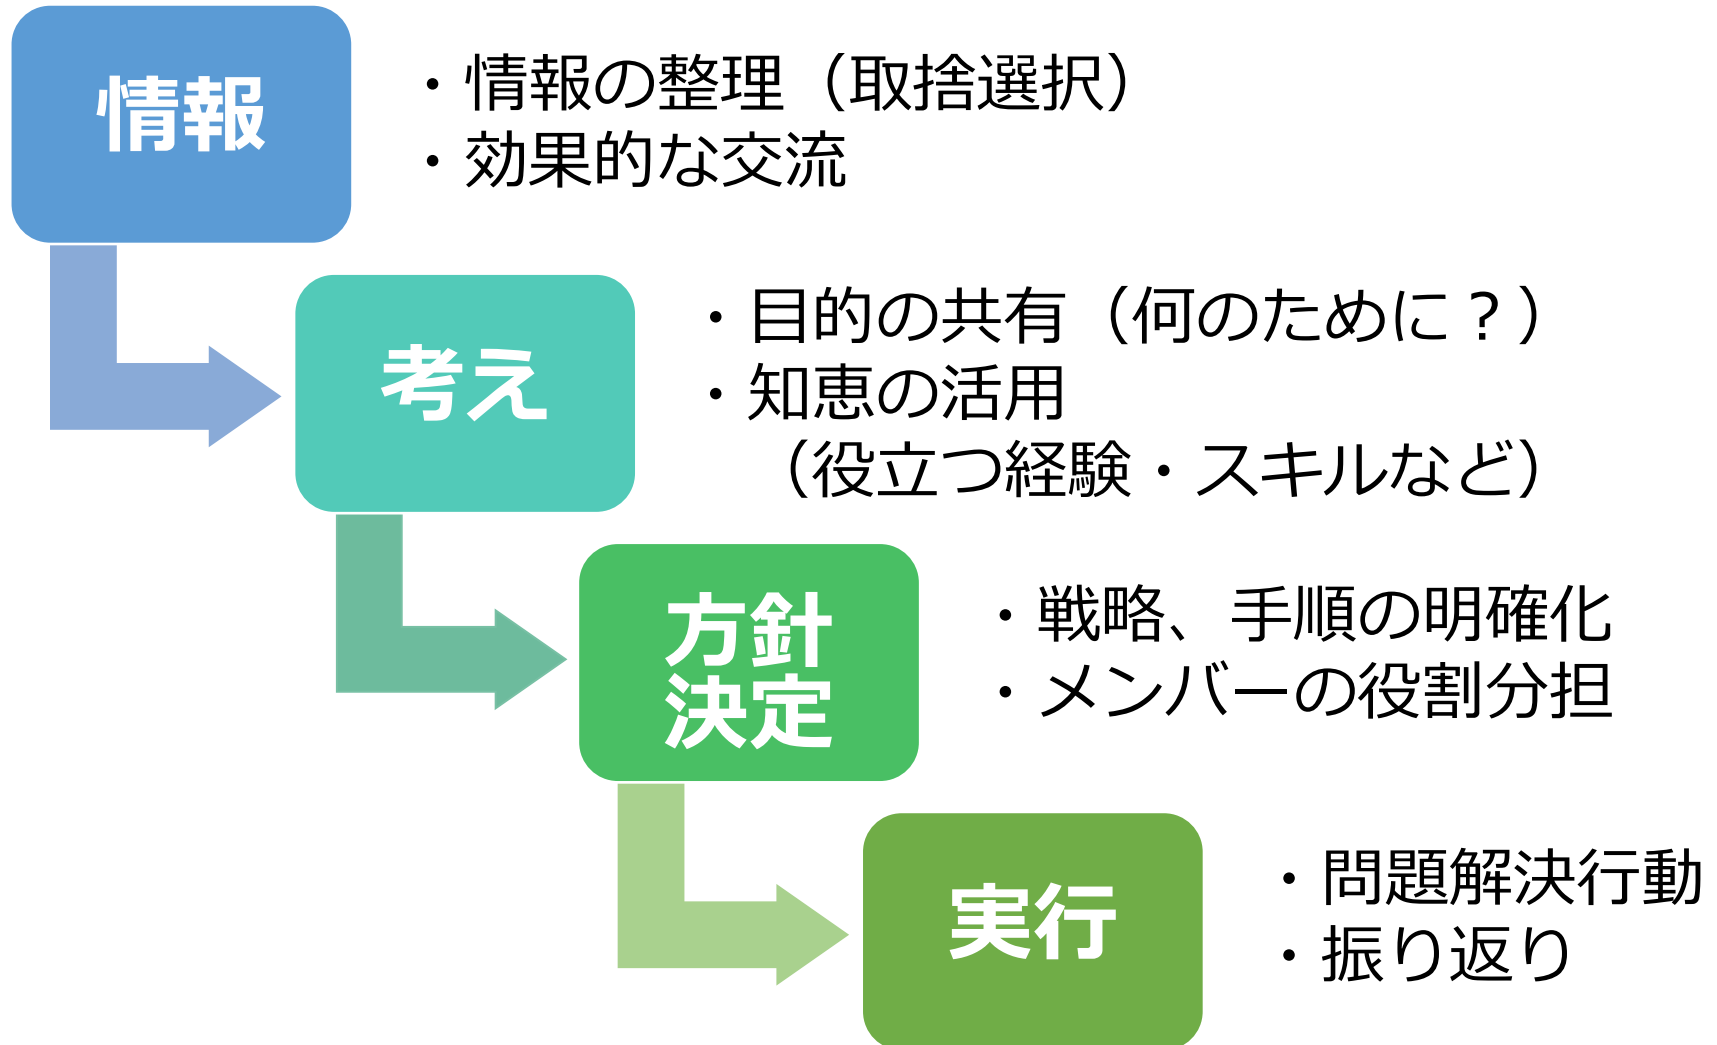 情報
・情報の整理（取捨選択）
・効果的な交流
考え
・目的の共有（何のために？）
・知恵の活用
（役立つ経験・スキルなど）
方針
決定
・戦略、手順の明確化
・メンバーの役割分担
実行
・問題解決行動
・振り返り